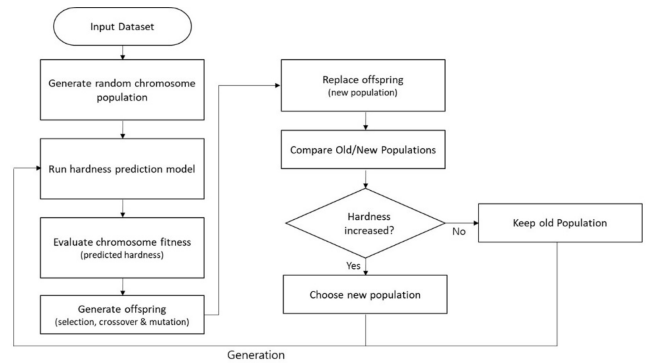 Input Dataset
Generate random chromosome
population
Run hardness prediction model
Evaluate chromosome fitness
(predicted hardness)
Generate offspring
(selection, crossover & mutation)
Replace offspring
(new population)
Compare Old/New Populations
Hardness
increased?
No
Keep old Population
Yes
Choose new population
Generation